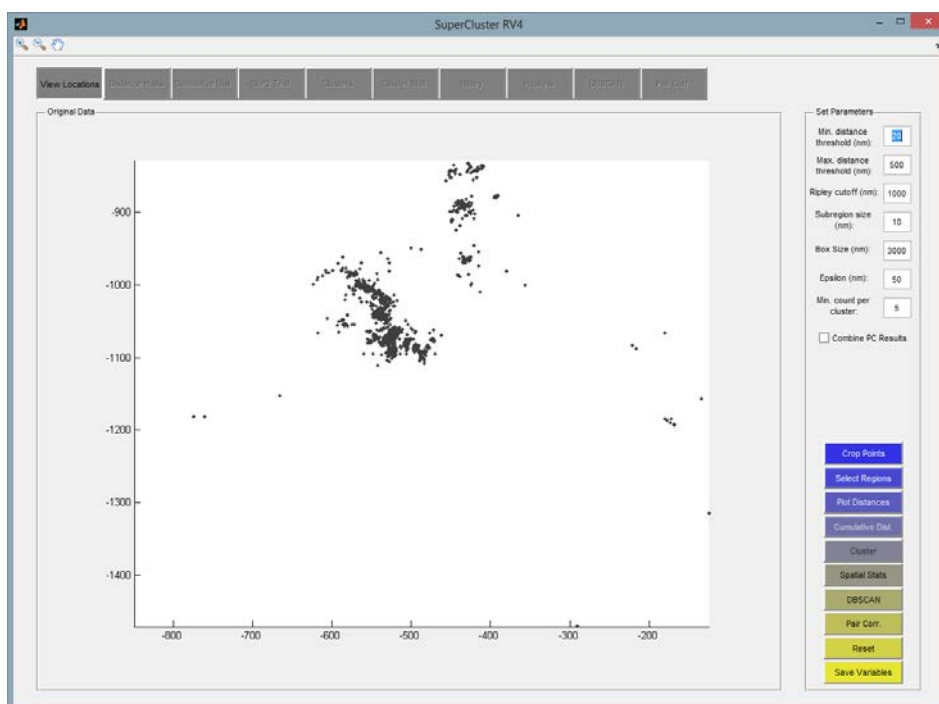 SuperCluster RV4
View Locations
Clusters
Ripley
DBSCAN
Pair Corr.
Original Data
-900
-1000
-1100
-1200
-1300
-1400
-800
-700
-600
-500
-400
-300
-200
Set Parameters
Min. distance
threshold (nm):
20
Max. distance
threshold (nm):
500
Ripley cutoff (nm):
1000
Subregion size
(nm):
10
Box Size (nm):
3000
Epsilon (nm):
50
Min. count per
cluster:
5
Combine PC Results
Crop Points
Select Regions
Plot Distances
Cumulative Dist.
Cluster
Spatial Stats
DBSCAN
Pair Corr.
Reset
Save Variables